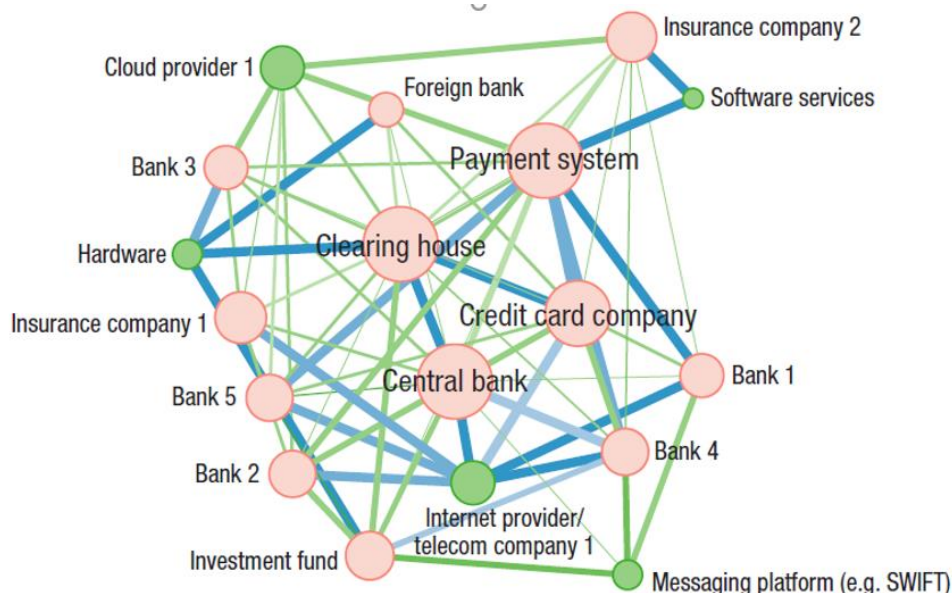 Insurance company 2
Cloud provider 1
Foreign bank
Software services
Payment system
Bank 3
Clearing house
Hardware
Insurance company 1
Credit card company
Central bank
Bank 1
Bank 5
Bank 4
Bank 2
Internet provider/
telecom company 1
Investment fund
Messaging platform (e.g. SWIFT)